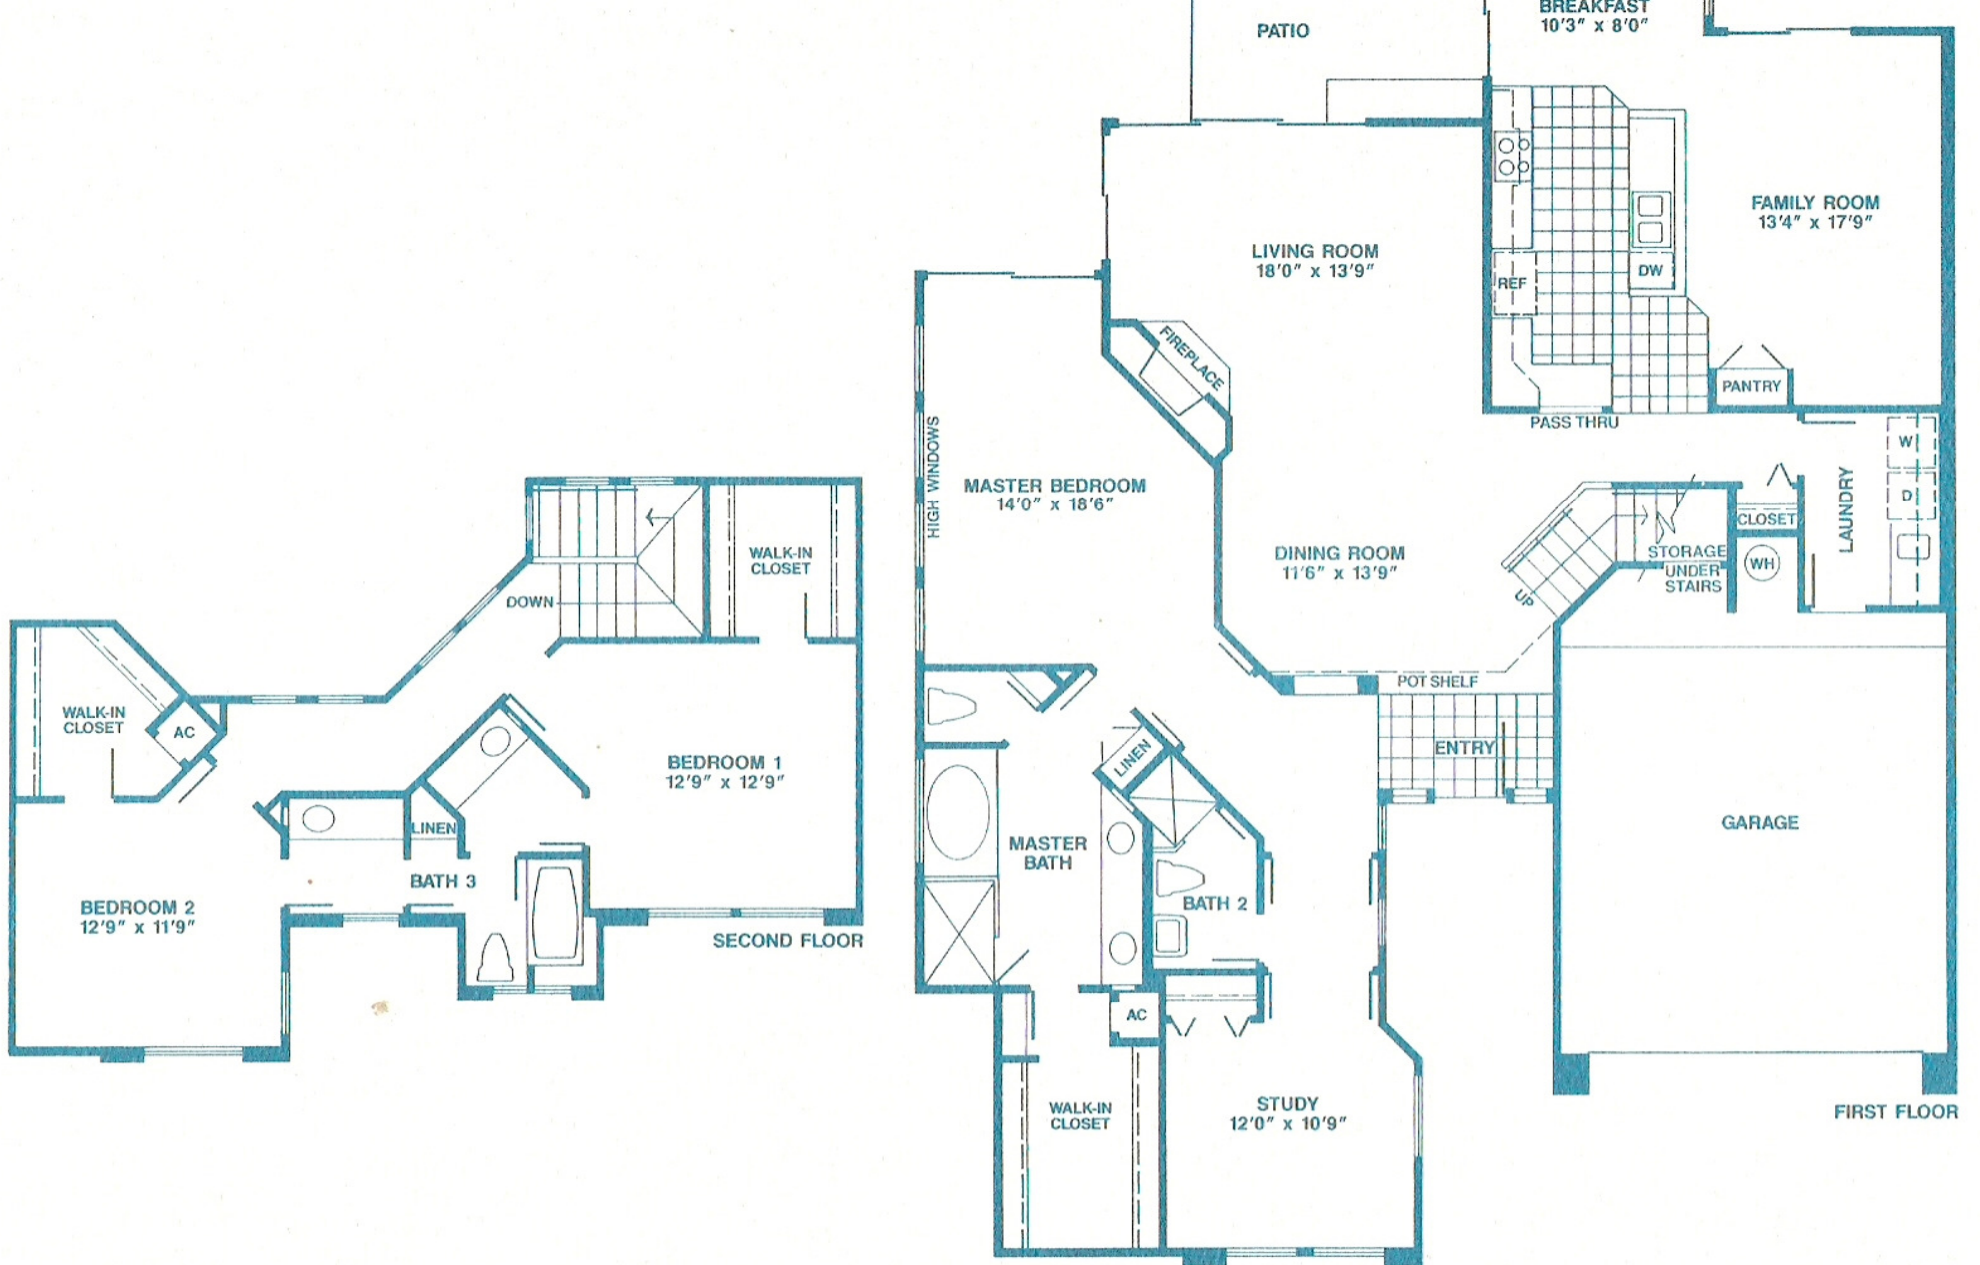 PATIO
BREAKFAST
10'3" x 8'0"
FAMILY ROOM
13'4" x 17'9"
LIVING ROOM
18'0" x 13'9"
REF
DW
FIREPLACE
PANTRY
PASS THRU
HIGH WINDOWS
MASTER BEDROOM
14'0" x 18'6"
W
D
LAUNDRY
CLOSET
DINING ROOM
11'6" x 13'9"
STORAGE
UNDER
STAIRS
WH
UP
POT SHELF
ENTRY
LINEN
MASTER
BATH
BATH 2
GARAGE
AC
WALK-IN
CLOSET
STUDY
12'0" x 10'9"
FIRST FLOOR
WALK-IN
CLOSET
DOWN
WALK-IN
CLOSET
AC
BEDROOM 1
12'9" x 12'9"
LINEN
BATH 3
BEDROOM 2
12'9" x 11'9"
SECOND FLOOR